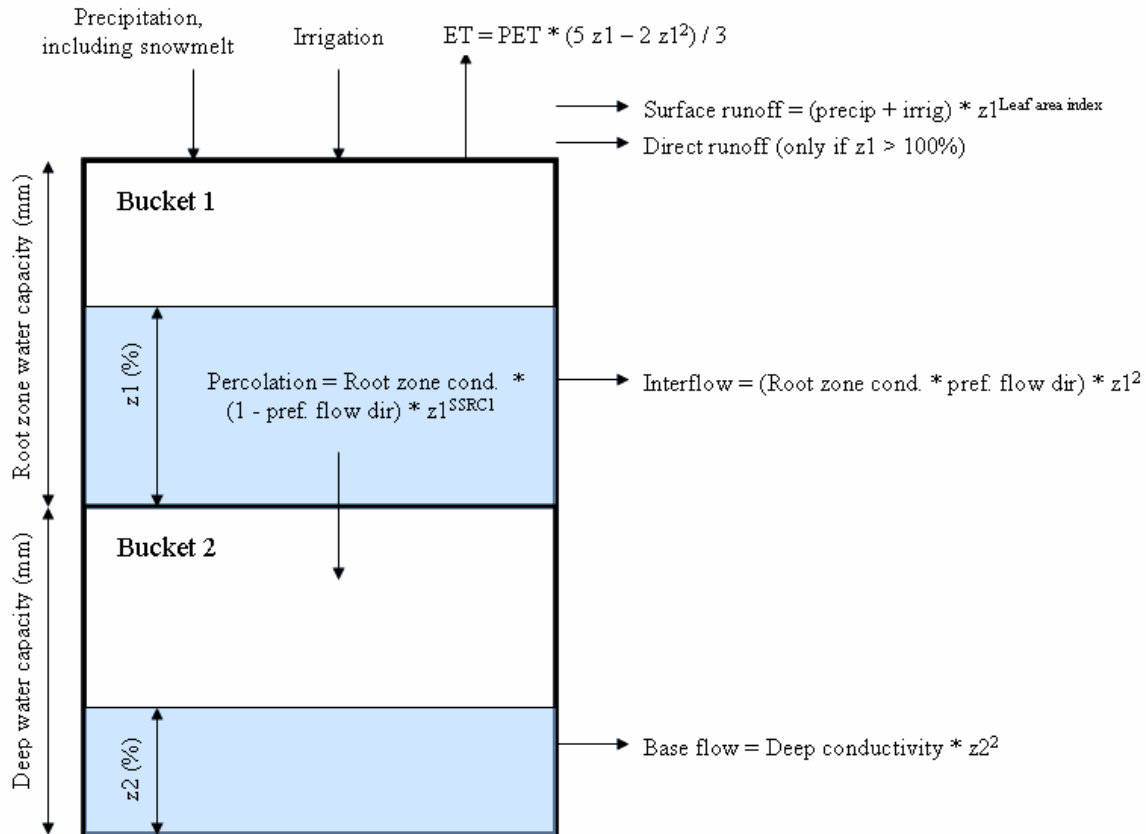 Precipitation,
including snowmelt
Irrigation
ET = PET * (5 z1 – 2 z1²) / 3
Surface runoff = (precip + irrig) * z1^Leaf area index
Direct runoff (only if z1 > 100%)
Root zone water capacity (mm)
Bucket 1
z1 (%)
Percolation = Root zone cond. *
(1 - pref. flow dir) * z1^SSRC1
Interflow = (Root zone cond. * pref. flow dir) * z1²
Deep water capacity (mm)
Bucket 2
z2 (%)
Base flow = Deep conductivity * z2²